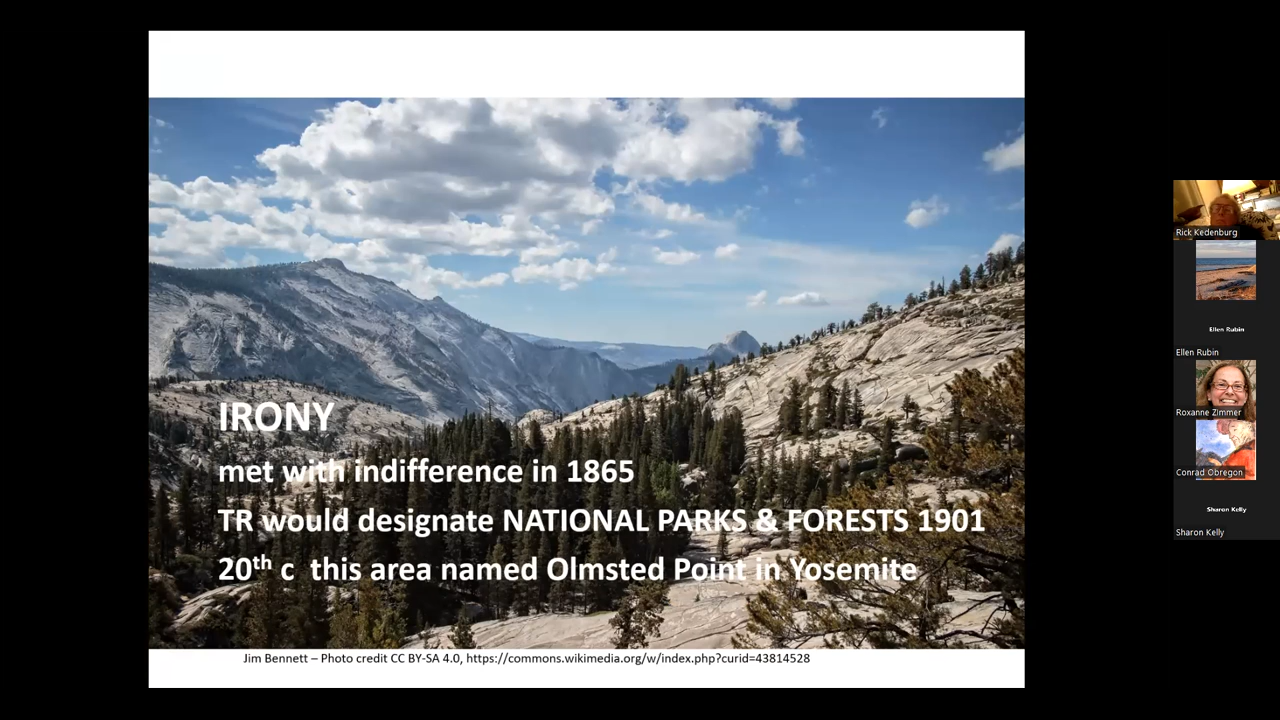 IRONY
met with indifference in 1865
TR would designate NATIONAL PARKS & FORESTS 1901
20th c this area named Olmsted Point in Yosemite
Jim Bennett – Photo credit CC BY-SA 4.0, https://commons.wikimedia.org/w/index.php?curid=43814528
Rick Kedenburg
Ellen Rubin
Ellen Rubin
Roxanne Zimmer
Conrad Obregon
Sharon Kelly
Sharon Kelly